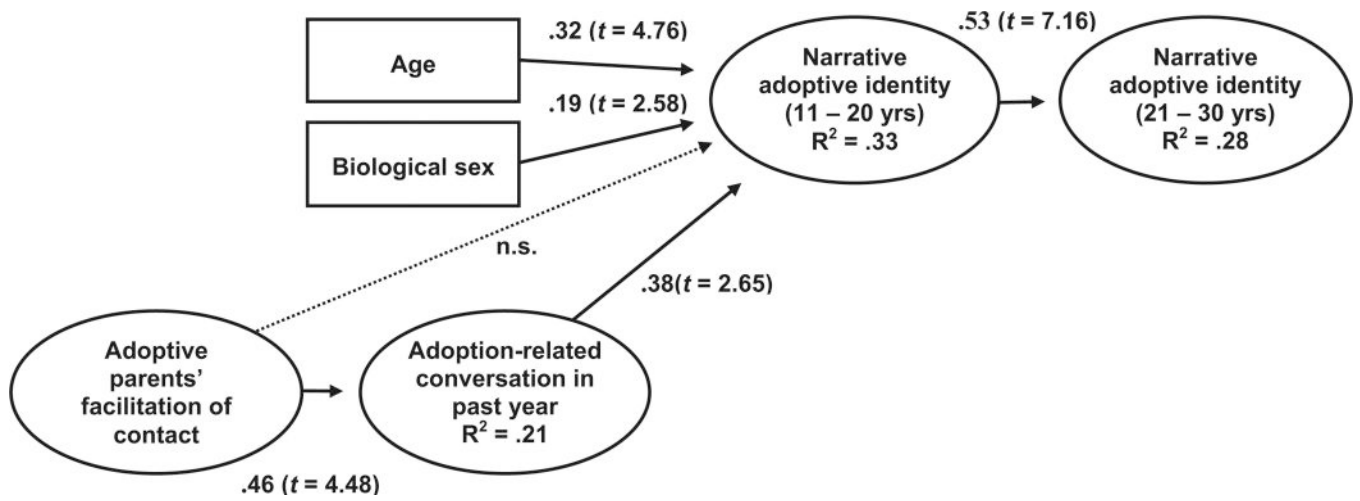 .32 (t = 4.76)
Age
.19 (t = 2.58)
Biological sex
n.s.
.53 (t = 7.16)
Narrative
adoptive identity
(11 – 20 yrs)
R² = .33
Narrative
adoptive identity
(21 – 30 yrs)
R² = .28
.38(t = 2.65)
Adoptive
parents’
facilitation of
contact
Adoption-related
conversation in
past year
R² = .21
.46 (t = 4.48)